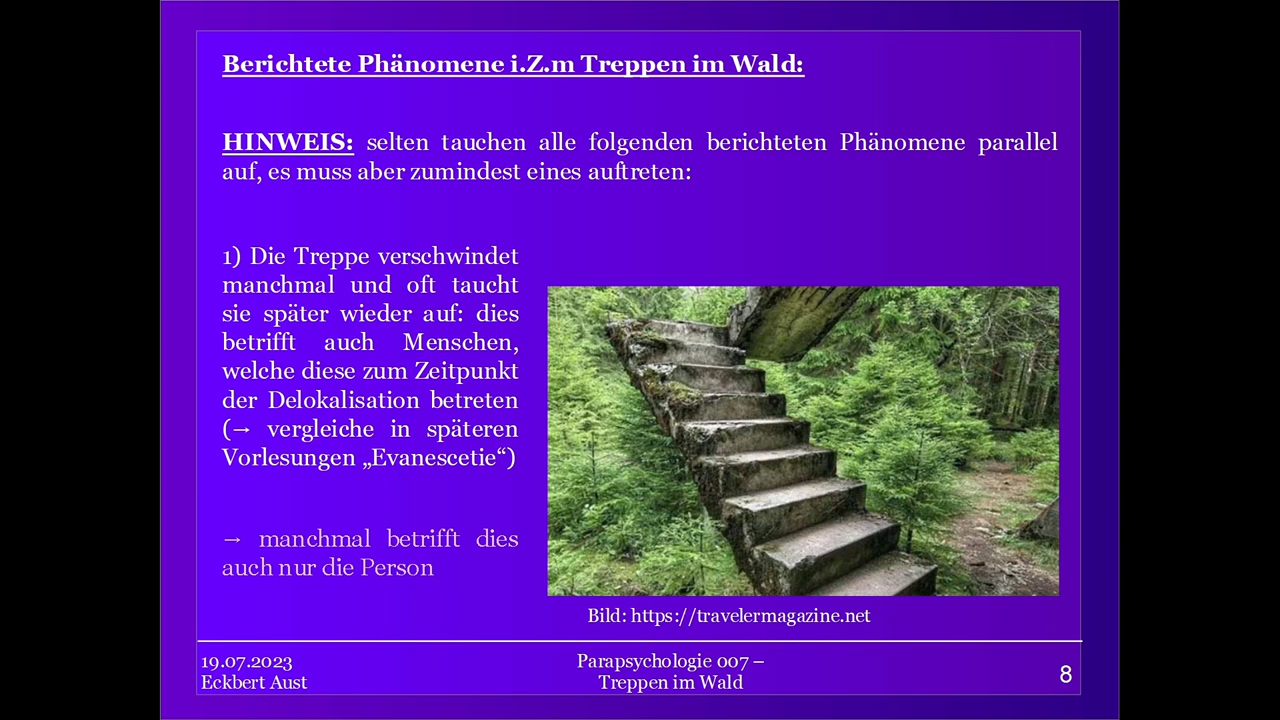 Berichtete Phänomene i.Z.m Treppen im Wald:
HINWEIS: selten tauchen alle folgenden berichteten Phänomene parallel
auf, es muss aber zumindest eines auftreten:
1) Die Treppe verschwindet
manchmal und oft taucht
sie später wieder auf: dies
betrifft auch Menschen,
welche diese zum Zeitpunkt
der Delokalisation betreten
(→ vergleiche in späteren
Vorlesungen „Evanescetie“)
→ manchmal betrifft dies
auch nur die Person
Bild: https://travelermagazine.net
19.07.2023
Eckbert Aust
Parapsychologie 007 –
Treppen im Wald
8